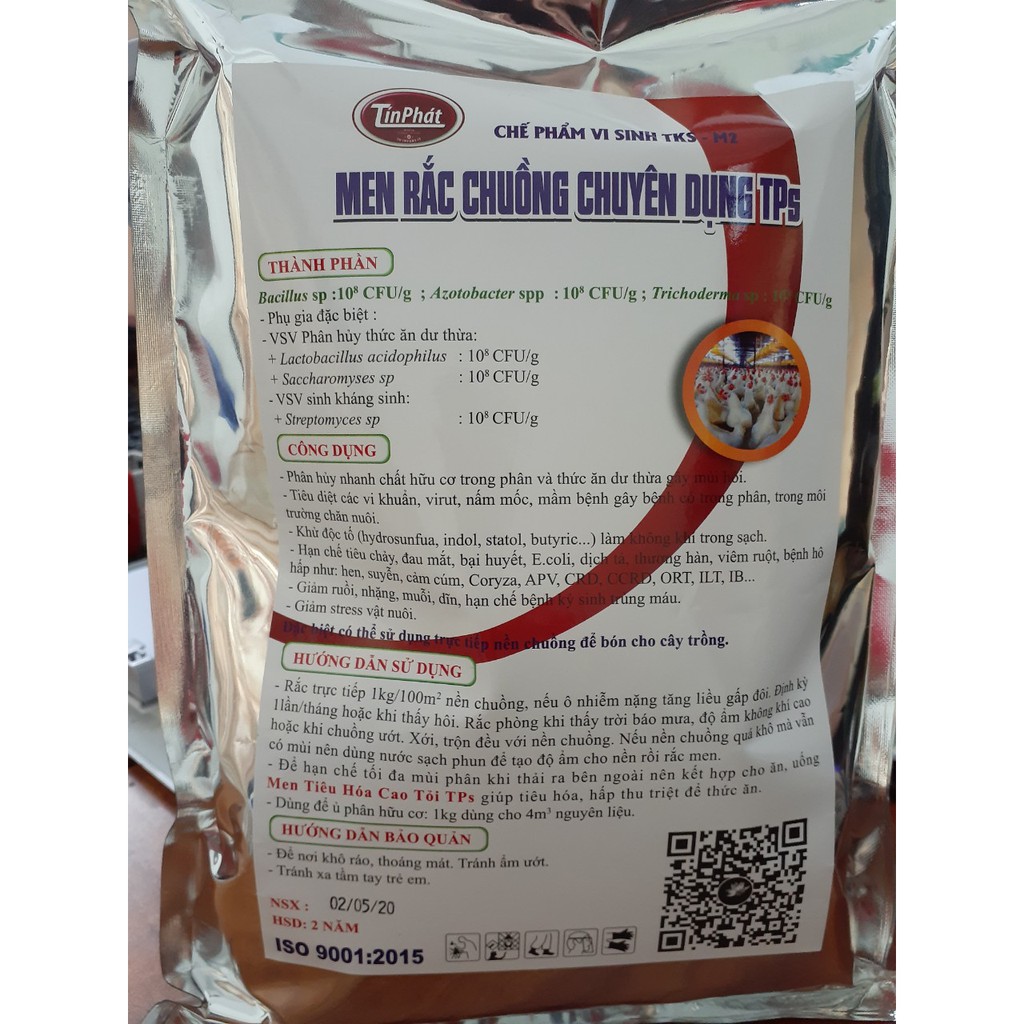 TínPhát
CHẾ PHẨM VI SINH TKS - M2
MEN RẮC CHUỒNG CHUYÊN DỤNG TPs
THÀNH PHẦN
Bacillus sp :10⁸ CFU/g ; Azotobacter spp : 10⁸ CFU/g ; Trichoderma sp : 10⁸ CFU/g
- Phụ gia đặc biệt :
- VSV Phân hủy thức ăn dư thừa:
+ Lactobacillus acidophilus : 10⁸ CFU/g
+ Saccharomyses sp : 10⁸ CFU/g
- VSV sinh kháng sinh:
+ Streptomyces sp : 10⁸ CFU/g
CÔNG DỤNG
- Phân hủy nhanh chất hữu cơ trong phân và thức ăn dư thừa gây mùi hôi.
- Tiêu diệt các vi khuẩn, virut, nấm mốc, mầm bệnh gây bệnh có trong phân, trong môi
trường chăn nuôi.
- Khử độc tố (hydrosunfua, indol, statol, butyric...) làm không khí trong sạch.
- Hạn chế tiêu chảy, đau mắt, bại huyết, E.coli, dịch tả, thương hàn, viêm ruột, bệnh hô
hấp như: hen, suyễn, cảm cúm, Coryza, APV, CRD, CCRD, ORT, ILT, IB...
- Giảm ruồi, nhặng, muỗi, dĩn, hạn chế bệnh ký sinh trùng máu.
- Giảm stress vật nuôi.
Đặc biệt có thể sử dụng trực tiếp nền chuồng để bón cho cây trồng.
HƯỚNG DẪN SỬ DỤNG
- Rắc trực tiếp 1kg/100m² nền chuồng, nếu ô nhiễm nặng tăng liều gấp đôi. Định kỳ
1lần/tháng hoặc khi thấy hôi. Rắc phòng khi thấy trời báo mưa, độ ẩm không khí cao
hoặc khi chuồng ướt. Xới, trộn đều với nền chuồng. Nếu nền chuồng quá khô mà vẫn
có mùi nên dùng nước sạch phun để tạo độ ẩm cho nền rồi rắc men.
- Để hạn chế tối đa mùi phân khi thải ra bên ngoài nên kết hợp cho ăn, uống
Men Tiêu Hóa Cao Tỏi TPs giúp tiêu hóa, hấp thu triệt để thức ăn.
- Dùng để ủ phân hữu cơ: 1kg dùng cho 4m³ nguyên liệu.
HƯỚNG DẪN BẢO QUẢN
- Để nơi khô ráo, thoáng mát. Tránh ẩm ướt.
- Tránh xa tầm tay trẻ em.
NSX : 02/05/20
HSD: 2 NĂM
ISO 9001:2015